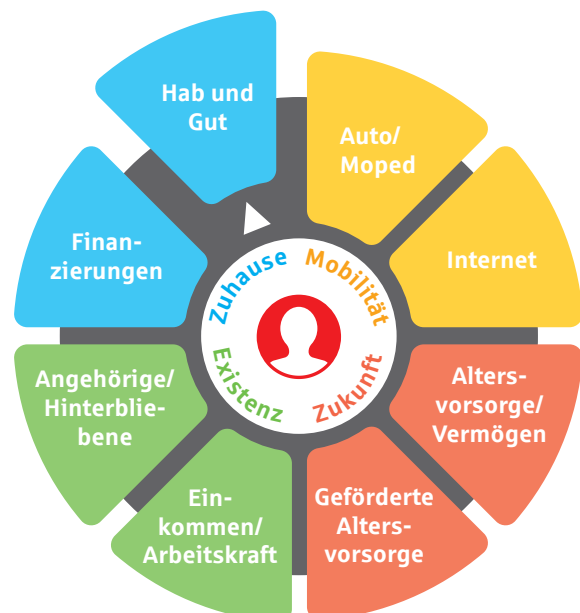 Hab und
Gut
Auto/
Moped
Internet
Alters-
vorsorge/
Vermögen
Geförderte
Alters-
vorsorge
Ein-
kommen/
Arbeitskraft
Angehörige/
Hinterblie-
bene
Finan-
zierungen
Zuhause
Mobilität
Zukunft
Existenz